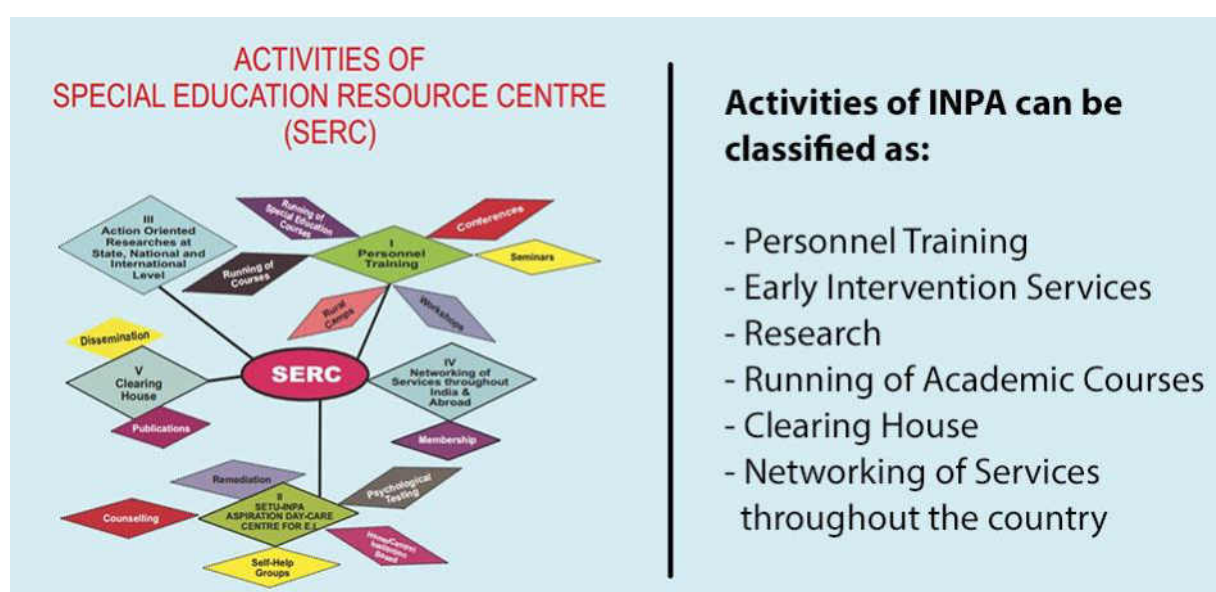 ACTIVITIES OF
SPECIAL EDUCATION RESOURCE CENTRE
(SERC)
III
Action Oriented
Researches at
State, National and
International
Level
Running of
Special Education
Courses
Conferences
I
Personnel
Training
Seminars
Running of
Courses
Rural
Camps
Workshops
Dissemination
V
Clearing
House
Publications
SERC
IV
Networking of
Services throughout
India &
Abroad
Membership
Remediation
Psychological
Testing
II
SETU-INPA
ASPIRATION DAY-CARE
CENTRE FOR E.I.
Counselling
Based
Self-Help
Groups
Activities of INPA can be
classified as:
- Personnel Training
- Early Intervention Services
- Research
- Running of Academic Courses
- Clearing House
- Networking of Services
throughout the country